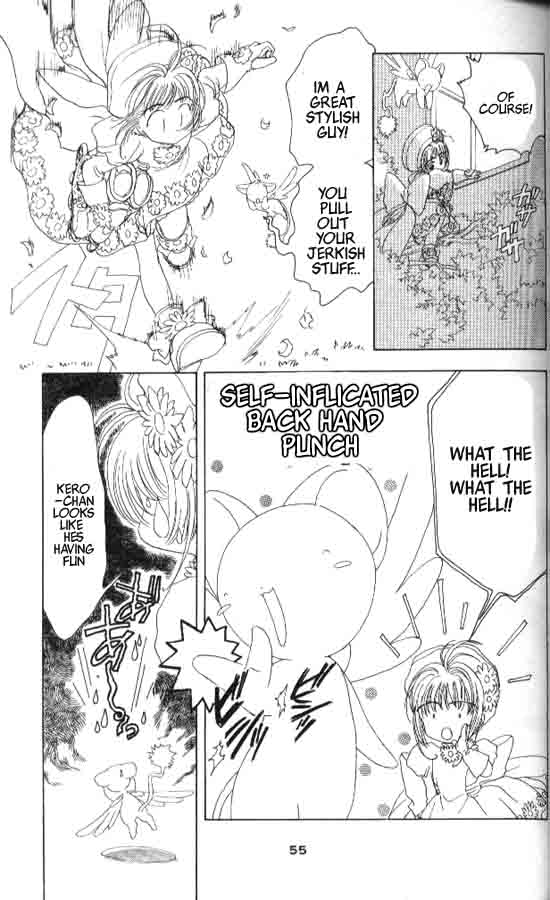 OF
COURSE!
IM A
GREAT
STYLISH
GUY!
YOU
PULL
OUT
YOUR
JERKISH
STUFF...
WHAT THE
HELL!
WHAT THE
HELL!!
SELF-INFLICATED
BACK HAND
PUNCH
KERO
-CHAN
LOOKS
LIKE
HES
HAVING
FUN
55